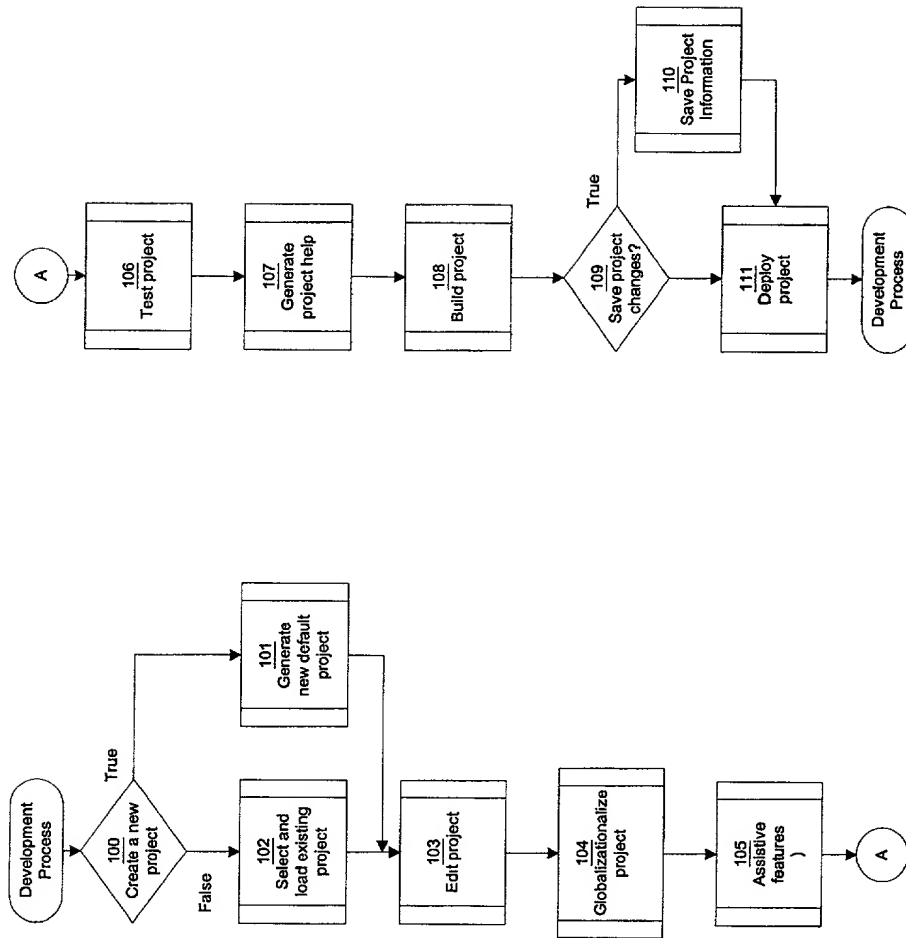 Development
Process
100
Create a new
project
True
False
101
Generate
new default
project
102
Select and
load existing
project
103
Edit project
104
Globalizationalize
project
105
Assistive
features
)
A
A
106
Test project
107
Generate
project help
108
Build project
109
Save project
changes?
True
110
Save Project
Information
111
Deploy
project
Development
Process